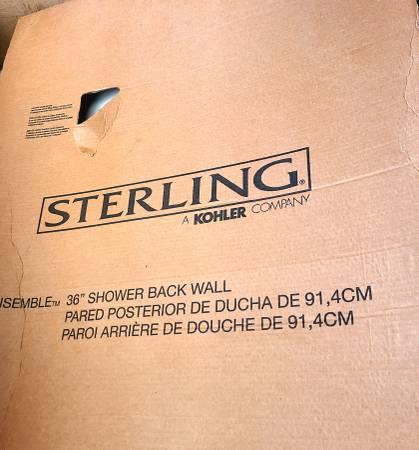 STERLING®
A KOHLER COMPANY
NSEMBLE™ 36" SHOWER BACK WALL
PARED POSTERIOR DE DUCHA DE 91,4CM
PAROI ARRIÈRE DE DOUCHE DE 91,4CM